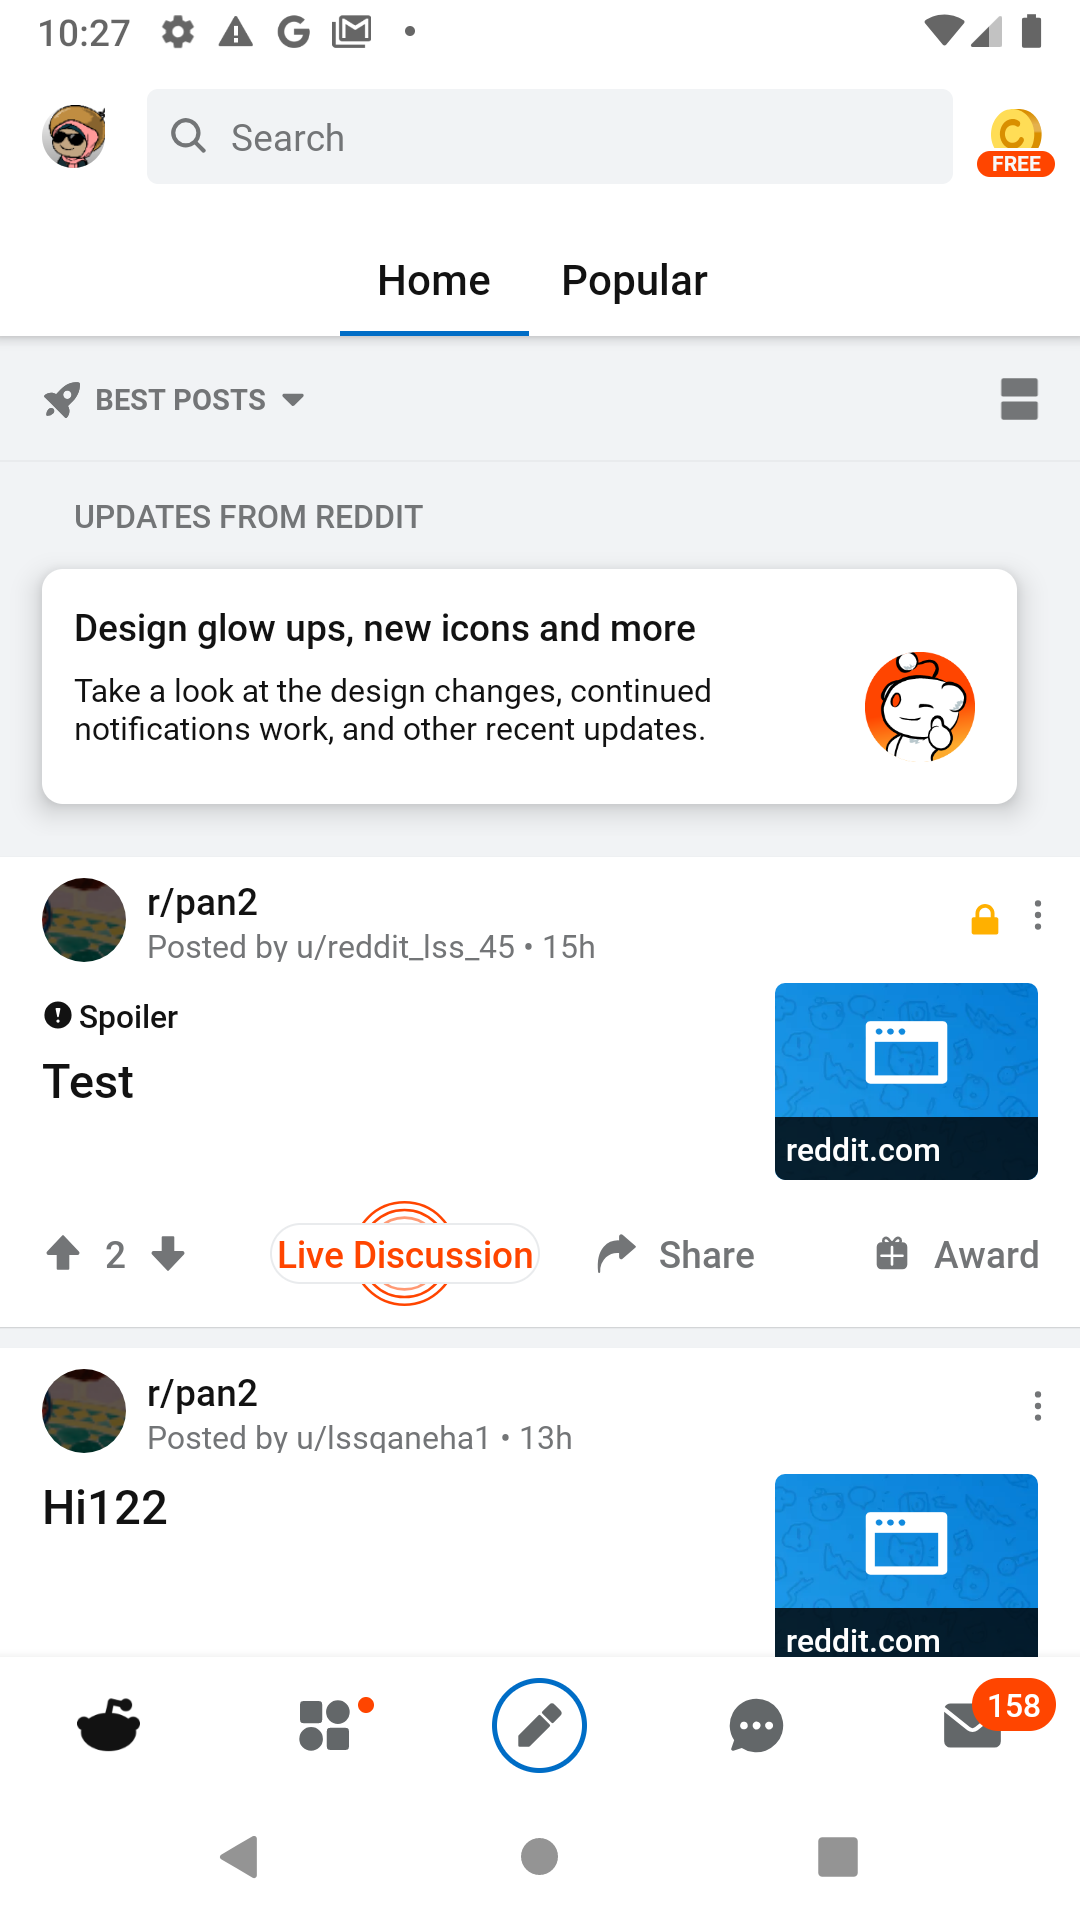 10:27
Search
FREE
Home Popular
BEST POSTS
UPDATES FROM REDDIT
Design glow ups, new icons and more
Take a look at the design changes, continued
notifications work, and other recent updates.
r/pan2
Posted by u/reddit_lss_45 • 15h
Spoiler
Test
reddit.com
2 Live Discussion Share Award
r/pan2
Posted by u/lssqaneha1 • 13h
Hi122
reddit.com
158